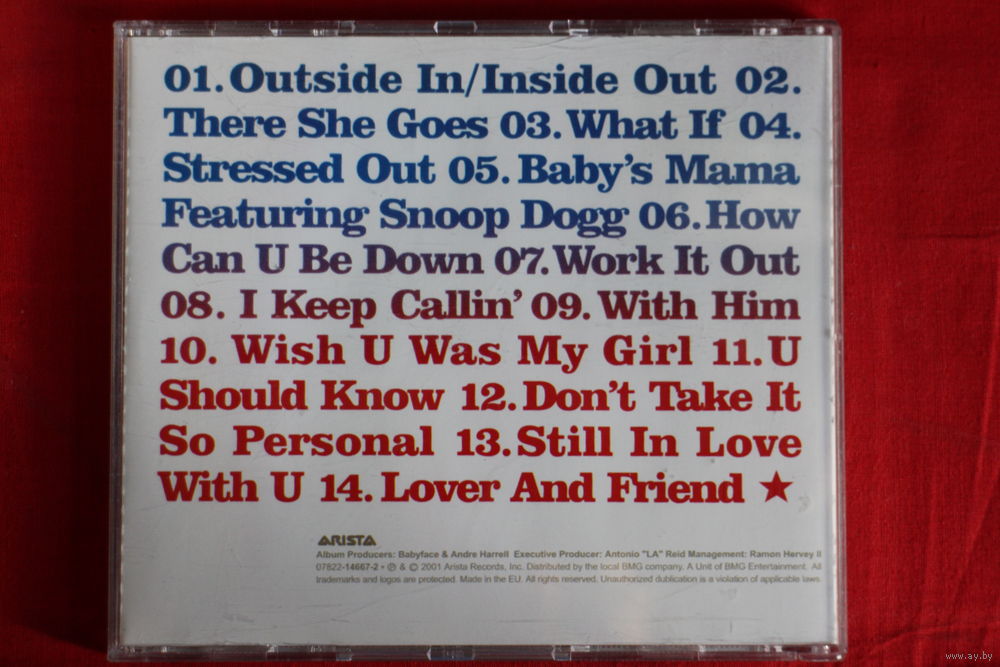 01. Outside In/Inside Out 02.
There She Goes 03. What If 04.
Stressed Out 05. Baby's Mama
Featuring Snoop Dogg 06. How
Can U Be Down 07. Work It Out
08. I Keep Callin' 09. With Him
10. Wish U Was My Girl 11. U
Should Know 12. Don't Take It
So Personal 13. Still In Love
With U 14. Lover And Friend ★
ARISTA
Album Producers: Babyface & Andre Harrell Executive Producer: Antonio "LA" Reid Management: Ramon Hervey II
07822-14667-2 • ℗ & © 2001 Arista Records, Inc. Distributed by the local BMG company. A Unit of BMG Entertainment. All
trademarks and logos are protected. Made in the EU. All rights reserved. Unauthorized dublication is a violation of applicable laws.
www.ay.by